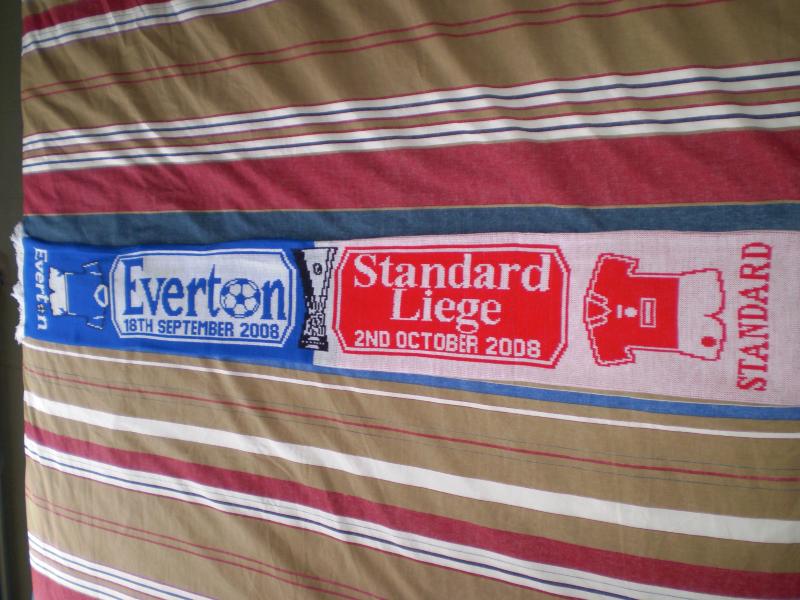 Everton
Everton
18TH SEPTEMBER 2008
Standard
Liege
2ND OCTOBER 2008
STANDARD